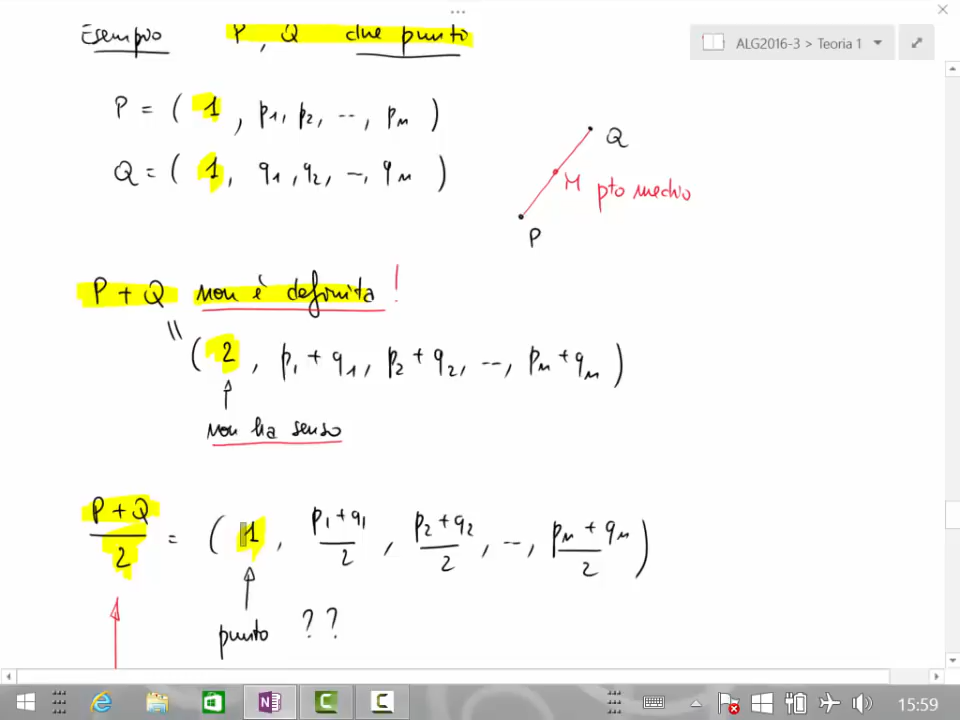 Esempio P, Q due punto
ALG2016-3 > Teoria 1
P = ( 1 , p1, p2, --, pn )
Q = ( 1, q1, q2, -, qn )
Q
M pto medio
P
P + Q non è definita !
|| ( 2 , p1 + q1, p2 + q2, --, pn + qn )
non ha senso
P + Q / 2 = ( 1 , p1 + q1 / 2 , p2 + q2 / 2 , --, pn + qn / 2 )
punto ??
15:59